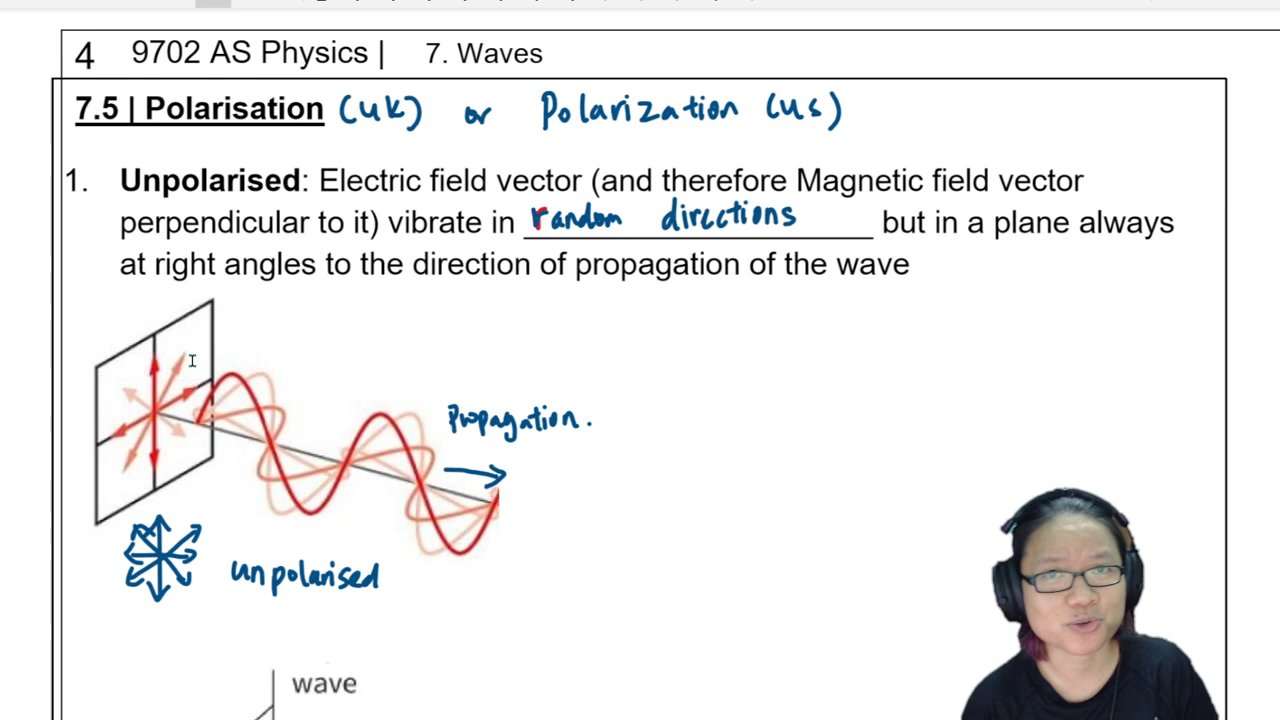 4 9702 AS Physics | 7. Waves
7.5 | Polarisation (UK) or Polarization (US)
1. Unpolarised: Electric field vector (and therefore Magnetic field vector
perpendicular to it) vibrate in random directions but in a plane always
at right angles to the direction of propagation of the wave
Propagation.
unpolarised
wave